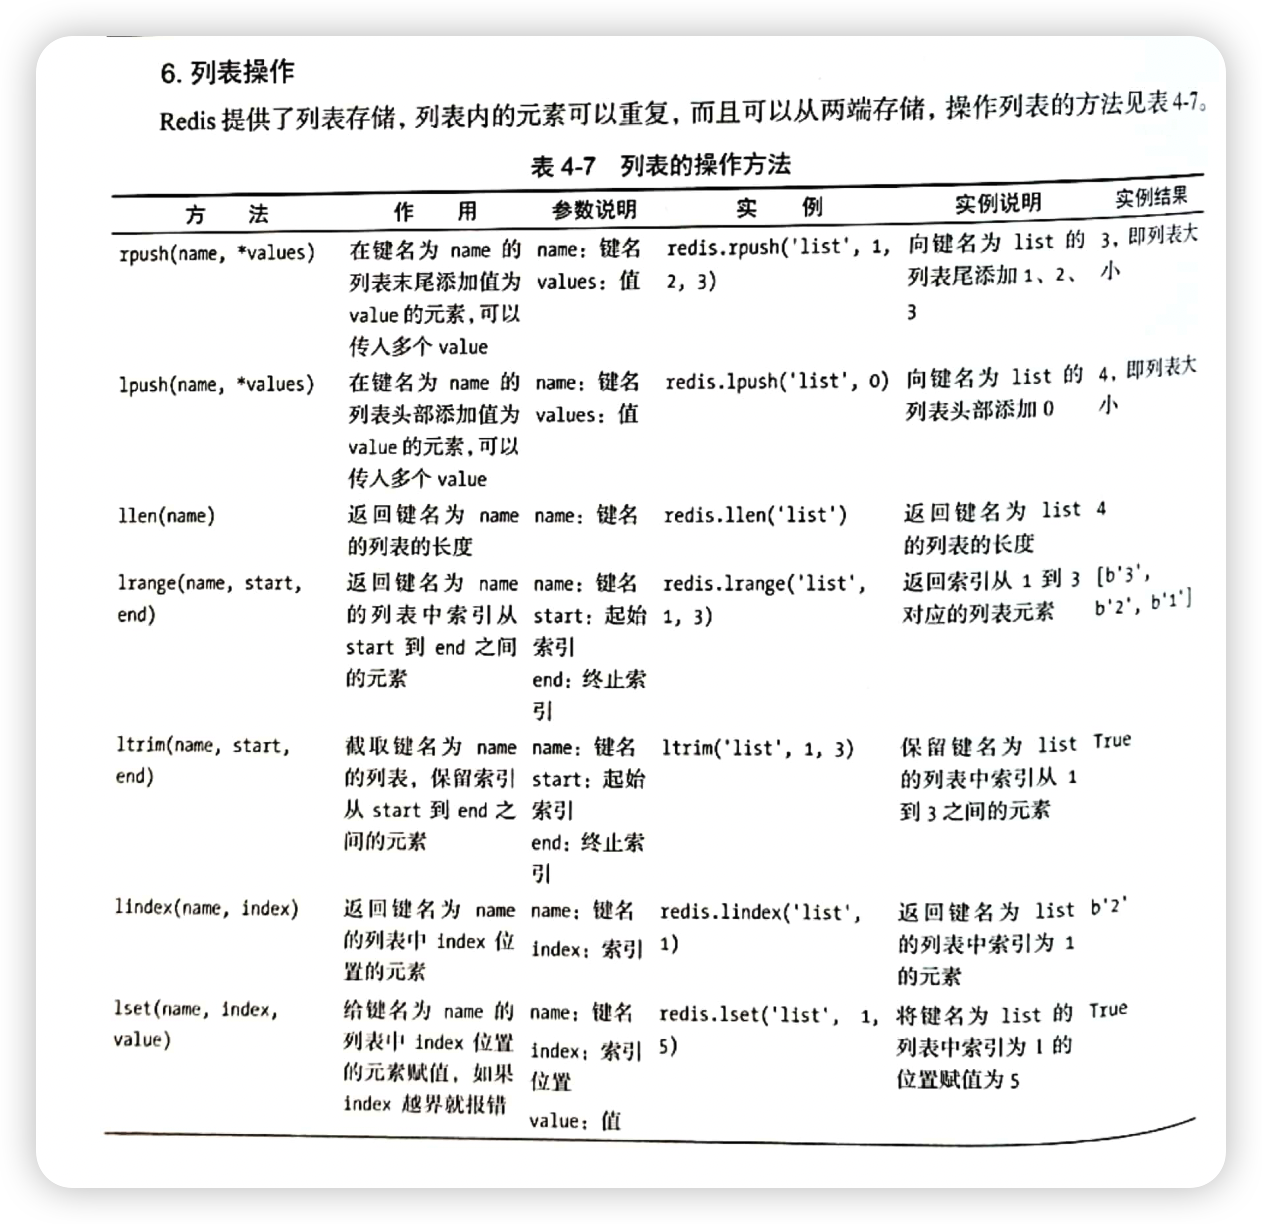 6. 列表操作
Redis 提供了列表存储，列表内的元素可以重复，而且可以从两端存储，操作列表的方法见表4-7。
表 4-7 列表的操作方法
方 法 作 用 参数说明 实 例 实例说明 实例结果
rpush(name, *values) 在键名为 name 的 name：键名 redis.rpush('list', 1, 向键名为 list 的 3，即列表大
列表末尾添加值为 values：值 2, 3) 列表尾添加 1、2、 小
value 的元素，可以 3
传入多个 value
lpush(name, *values) 在键名为 name 的 name：键名 redis.lpush('list', 0) 向键名为 list 的 4，即列表大
列表头部添加值为 values：值 列表头部添加 0 小
value 的元素，可以
传入多个 value
llen(name) 返回键名为 name name：键名 redis.llen('list') 返回键名为 list 4
的列表的长度 的列表的长度
lrange(name, start, 返回键名为 name name：键名 redis.lrange('list', 返回索引从 1 到 3 [b'3',
end) 的列表中索引从 start：起始 1, 3) 对应的列表元素 b'2', b'1']
start 到 end 之间 索引
的元素 end：终止索
引
ltrim(name, start, 截取键名为 name name：键名 ltrim('list', 1, 3) 保留键名为 list True
end) 的列表，保留索引 start：起始 的列表中索引从 1
从 start 到 end 之 索引 到 3 之间的元素
间的元素 end：终止索
引
lindex(name, index) 返回键名为 name name：键名 redis.lindex('list', 返回键名为 list b'2'
的列表中 index 位 index：索引 1) 的列表中索引为 1
置的元素 的元素
lset(name, index, 给键名为 name 的 name：键名 redis.lset('list', 1, 将键名为 list 的 True
value) 列表中 index 位置 index：索引 5) 列表中索引为 1 的
的元素赋值，如果 位置 位置赋值为 5
index 越界就报错 value：值